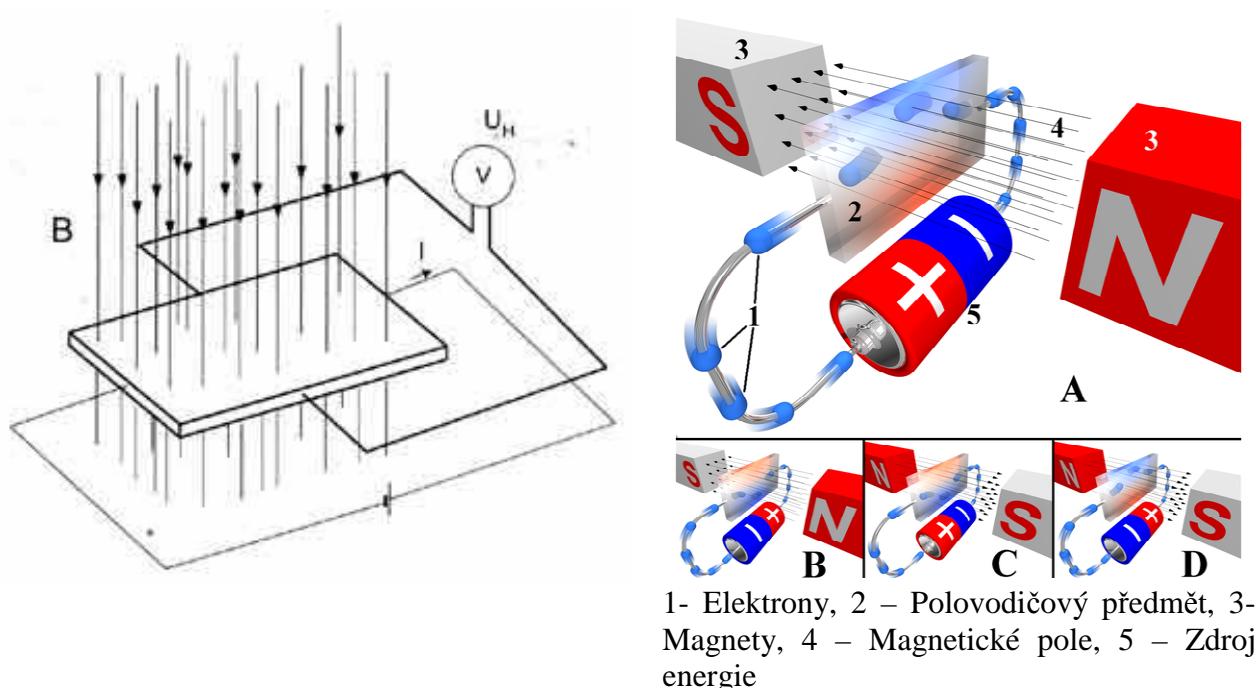 B
I
U_H
V
3
S
4
3
2
N
+
−
5
1
A
S
N
+
−
B
N
S
+
−
C
N
S
+
−
D
1- Elektrony, 2 – Polovodičový předmět, 3-
Magnety, 4 – Magnetické pole, 5 – Zdroj
energie